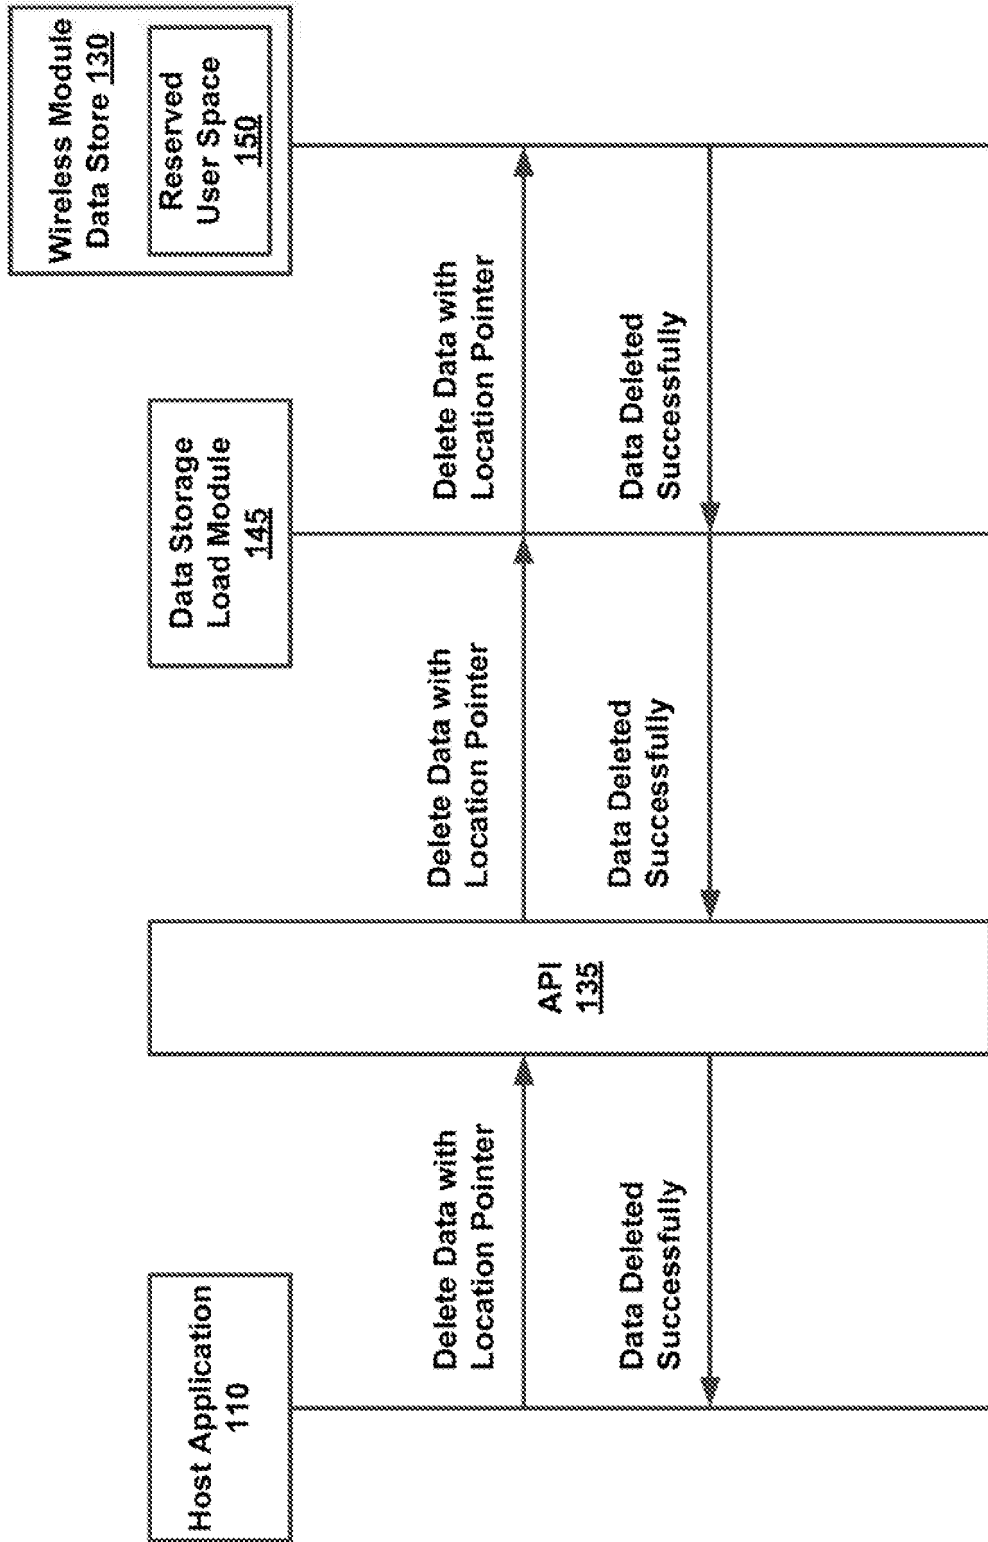 Host Application
110
API
135
Data Storage
Load Module
145
Wireless Module
Data Store 130
Reserved
User Space
150
Delete Data with
Location Pointer
Delete Data with
Location Pointer
Delete Data with
Location Pointer
Data Deleted
Successfully
Data Deleted
Successfully
Data Deleted
Successfully